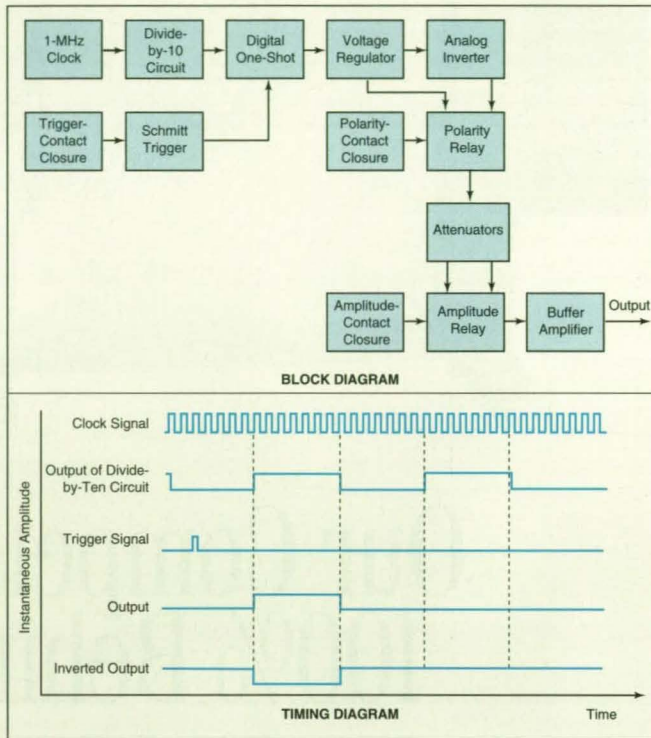 1-MHz
Clock
Divide-
by-10
Circuit
Digital
One-Shot
Voltage
Regulator
Analog
Inverter
Trigger-
Contact
Closure
Schmitt
Trigger
Polarity-
Contact
Closure
Polarity
Relay
Attenuators
Amplitude-
Contact
Closure
Amplitude
Relay
Buffer
Amplifier
Output
BLOCK DIAGRAM
Instantaneous Amplitude
Clock Signal
Output of Divide-
by-Ten Circuit
Trigger Signal
Output
Inverted Output
TIMING DIAGRAM
Time